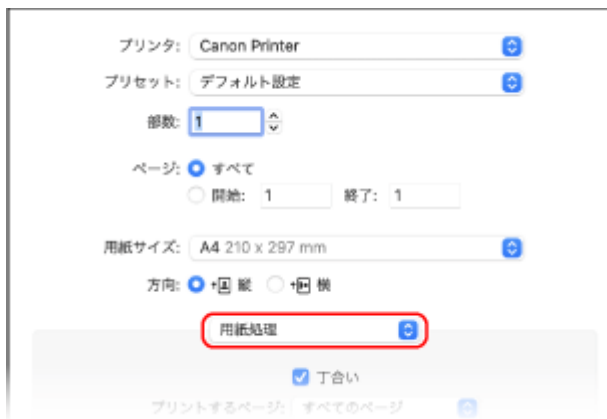 プリンタ: Canon Printer
プリセット: デフォルト設定
部数: 1
ページ: すべて
開始: 1 終了: 1
用紙サイズ: A4 210 x 297 mm
方向: 縦 横
用紙処理
丁合い
プリントするページ: すべてのページ